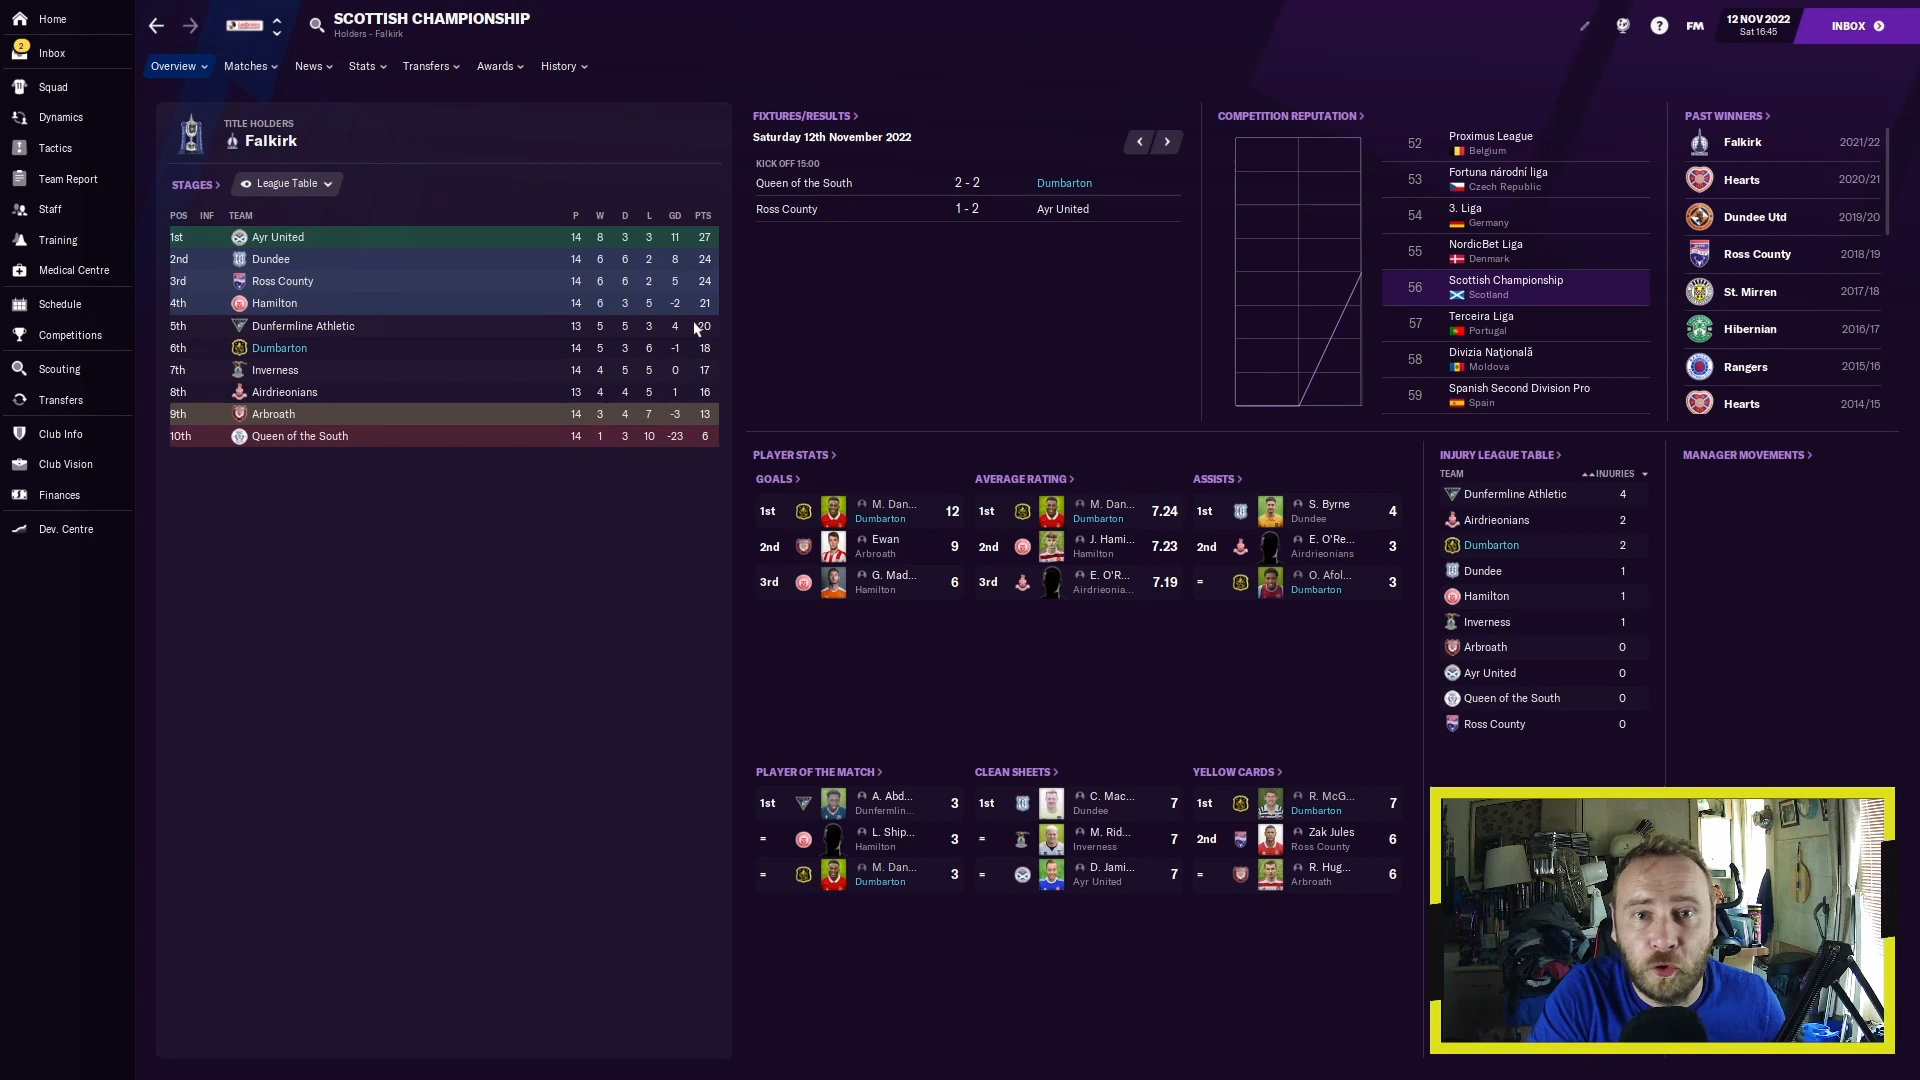 Home
2
Inbox
Squad
Dynamics
Tactics
Team Report
Staff
Training
Medical Centre
Schedule
Competitions
Scouting
Transfers
Club Info
Club Vision
Finances
Dev. Centre
SCOTTISH CHAMPIONSHIP
Holders - Falkirk
?
FM
12 NOV 2022
Sat 16:45
INBOX
Overview Matches News Stats Transfers Awards History
TITLE HOLDERS
Falkirk
STAGES League Table
POS INF TEAM P W D L GD PTS
1st Ayr United 14 8 3 3 11 27
2nd Dundee 14 6 6 2 8 24
3rd Ross County 14 6 6 2 5 24
4th Hamilton 14 6 3 5 -2 21
5th Dunfermline Athletic 13 5 5 3 4 20
6th Dumbarton 14 5 3 6 -1 18
7th Inverness 14 4 5 5 0 17
8th Airdrieonians 13 4 4 5 1 16
9th Arbroath 14 3 4 7 -3 13
10th Queen of the South 14 1 3 10 -23 6
FIXTURES/RESULTS
Saturday 12th November 2022
KICK OFF 15:00
Queen of the South 2 - 2 Dumbarton
Ross County 1 - 2 Ayr United
COMPETITION REPUTATION
52 Proximus League
Belgium
53 Fortuna národní liga
Czech Republic
54 3. Liga
Germany
55 NordicBet Liga
Denmark
56 Scottish Championship
Scotland
57 Terceira Liga
Portugal
58 Divizia Națională
Moldova
59 Spanish Second Division Pro
Spain
PAST WINNERS
Falkirk 2021/22
Hearts 2020/21
Dundee Utd 2019/20
Ross County 2018/19
St. Mirren 2017/18
Hibernian 2016/17
Rangers 2015/16
Hearts 2014/15
PLAYER STATS
GOALS
1st M. Dan... 12
Dumbarton
2nd Ewan 9
Arbroath
3rd G. Mad... 6
Hamilton
AVERAGE RATING
1st M. Dan... 7.24
Dumbarton
2nd J. Hami... 7.23
Hamilton
3rd E. O'R... 7.19
Airdrieonia...
ASSISTS
1st S. Byrne 4
Dundee
2nd E. O'Re... 3
Airdrieonians
= O. Afol... 3
Dumbarton
PLAYER OF THE MATCH
1st A. Abd... 3
Dunfermlin...
= L. Ship... 3
Hamilton
= M. Dan... 3
Dumbarton
CLEAN SHEETS
1st C. Mac... 7
Dundee
= M. Rid... 7
Inverness
= D. Jami... 7
Ayr United
YELLOW CARDS
1st R. McG... 7
Dumbarton
2nd Zak Jules 6
Ross County
= R. Hug... 6
Arbroath
INJURY LEAGUE TABLE
TEAM INJURIES
Dunfermline Athletic 4
Airdrieonians 2
Dumbarton 2
Dundee 1
Hamilton 1
Inverness 1
Arbroath 0
Ayr United 0
Queen of the South 0
Ross County 0
MANAGER MOVEMENTS